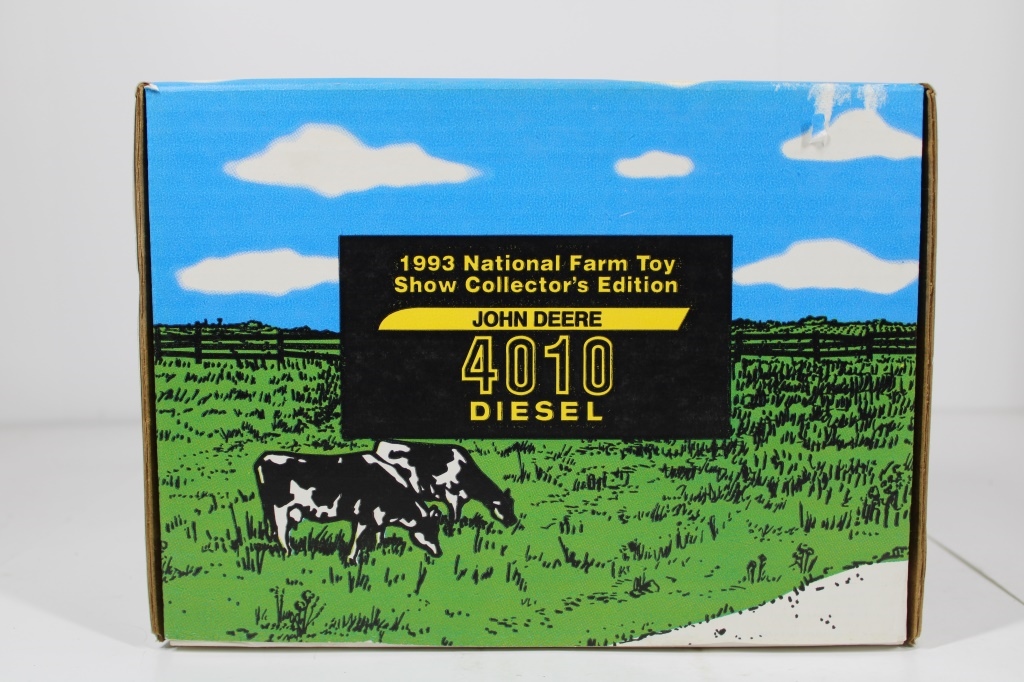 1993 National Farm Toy
Show Collector's Edition
JOHN DEERE
4010
DIESEL